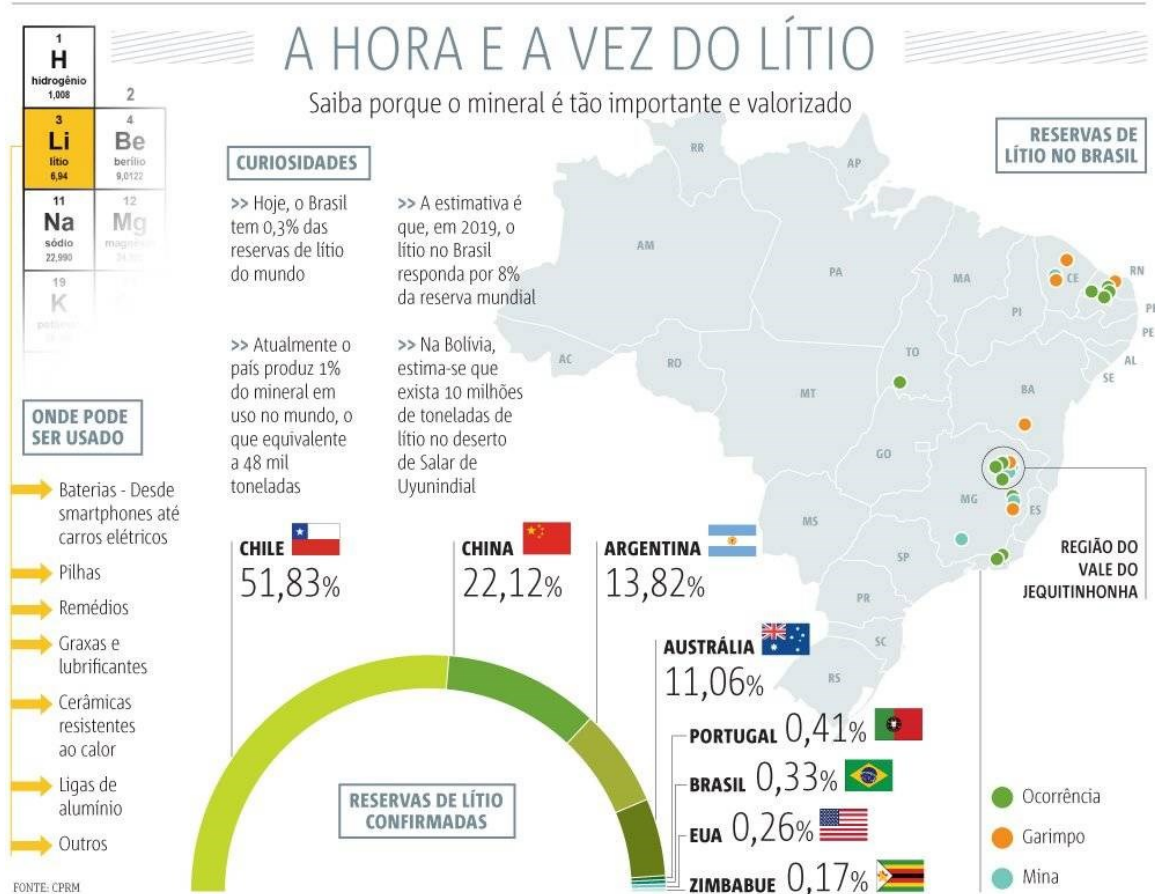 A HORA E A VEZ DO LÍTIO
Saiba porque o mineral é tão importante e valorizado
1
H
hidrogênio
1,008
2
3
Li
lítio
6,94
4
Be
berílio
9,0122
11
Na
sódio
22,990
12
Mg
19
K
CURIOSIDADES
>> Hoje, o Brasil
tem 0,3% das
reservas de lítio
do mundo
>> A estimativa é
que, em 2019, o
lítio no Brasil
responda por 8%
da reserva mundial
>> Atualmente o
país produz 1%
do mineral em
uso no mundo, o
que equivalente
a 48 mil
toneladas
>> Na Bolívia,
estima-se que
exista 10 milhões
de toneladas de
lítio no deserto
de Salar de
Uyunindial
ONDE PODE
SER USADO
Baterias - Desde
smartphones até
carros elétricos
Pilhas
Remédios
Graxas e
lubrificantes
Cerâmicas
resistentes
ao calor
Ligas de
alumínio
Outros
FONTE: CPRM
RESERVAS DE
LÍTIO NO BRASIL
RR
AP
AM
PA
MA
CE
RN
PI
PE
AL
SE
AC
RO
TO
BA
MT
GO
MG
ES
MS
SP
PR
SC
RS
REGIÃO DO
VALE DO
JEQUITINHONHA
Ocorrência
Garimpo
Mina
RESERVAS DE LÍTIO
CONFIRMADAS
CHILE
51,83%
CHINA
22,12%
ARGENTINA
13,82%
AUSTRÁLIA
11,06%
PORTUGAL 0,41%
BRASIL 0,33%
EUA 0,26%
ZIMBABUE 0,17%